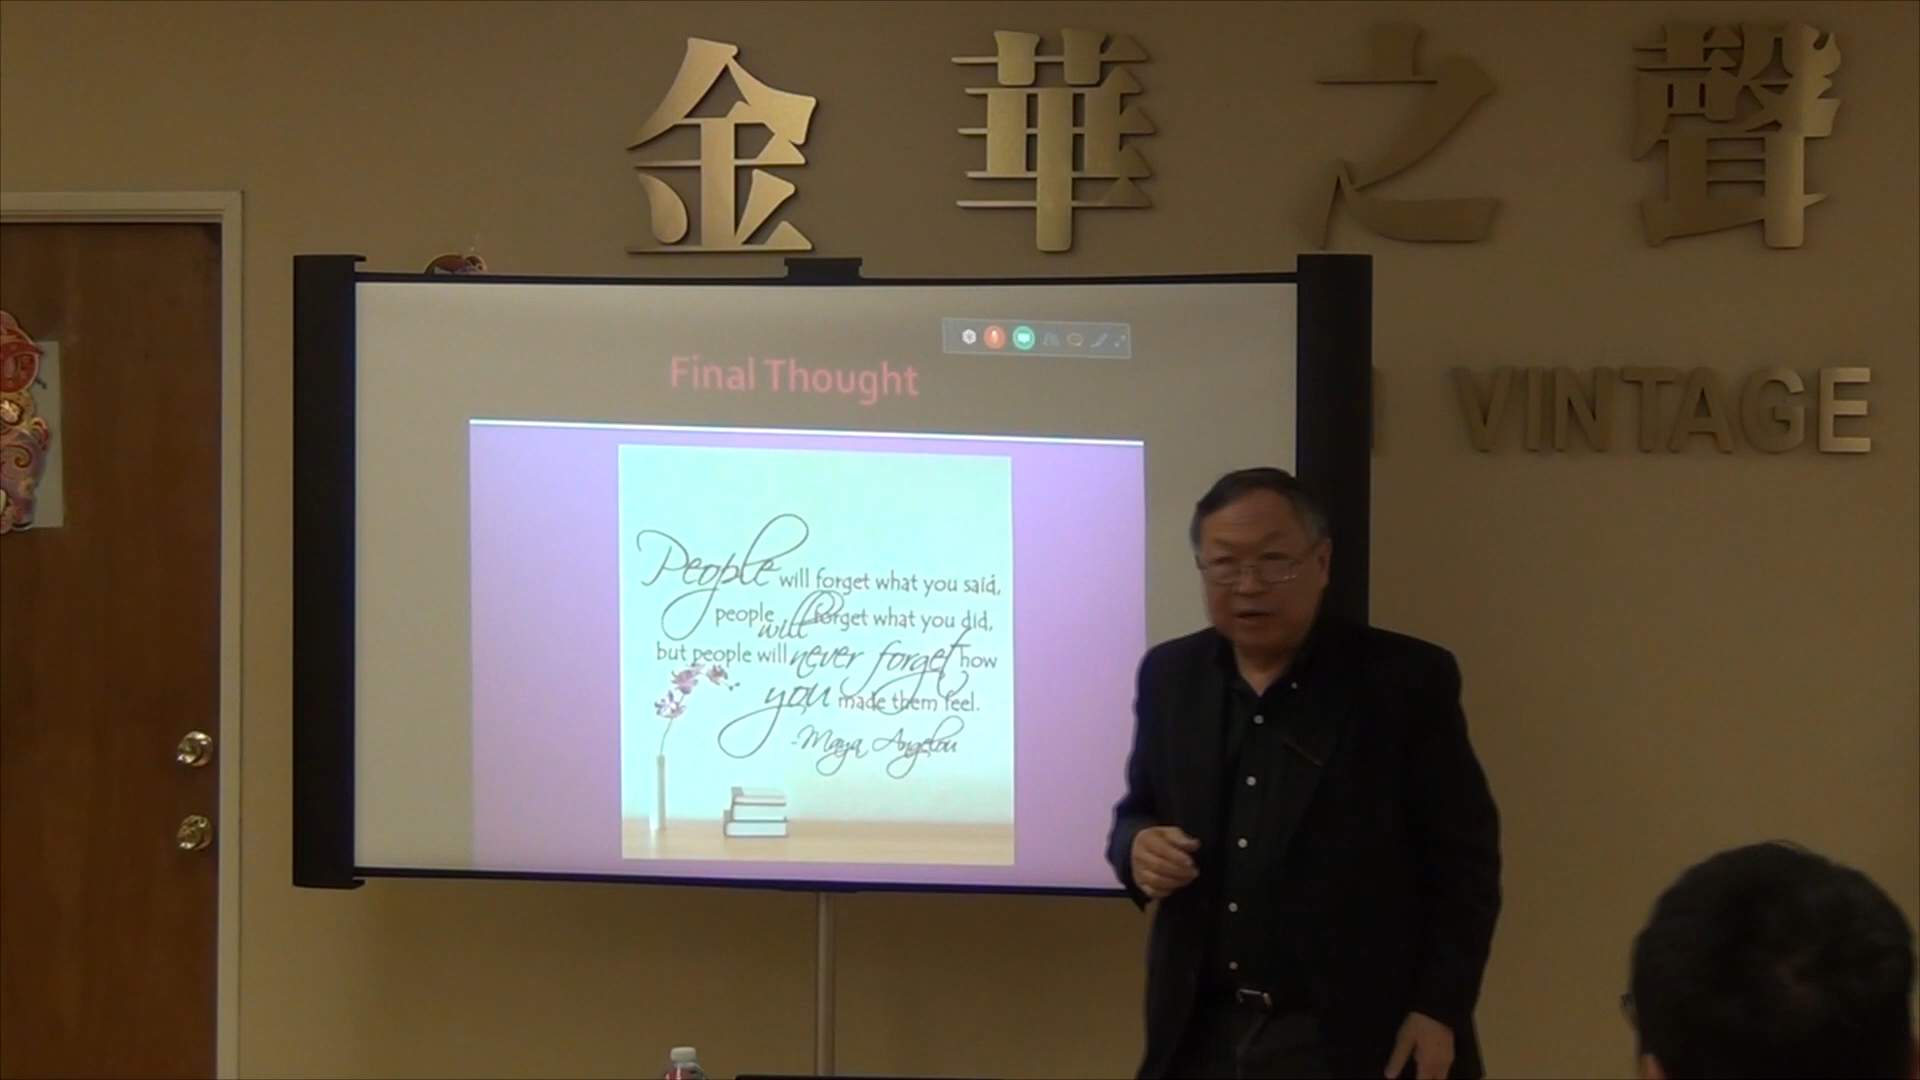 金華之聲
VINTAGE
Final Thought
People will forget what you said,
people will forget what you did,
but people will never forget how
you made them feel.
-Maya Angelou